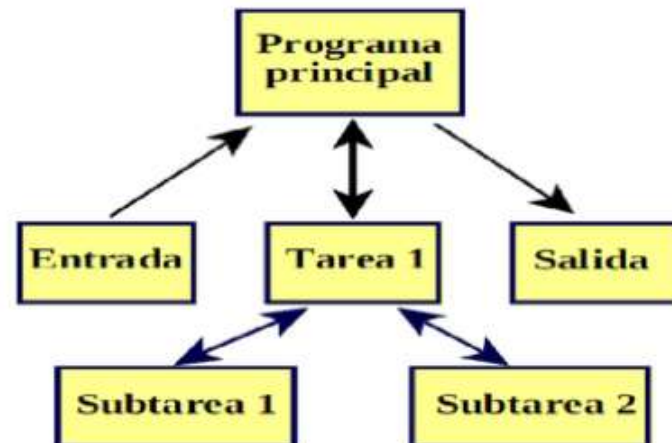 Programa
principal
Entrada
Tarea 1
Salida
Subtarea 1
Subtarea 2